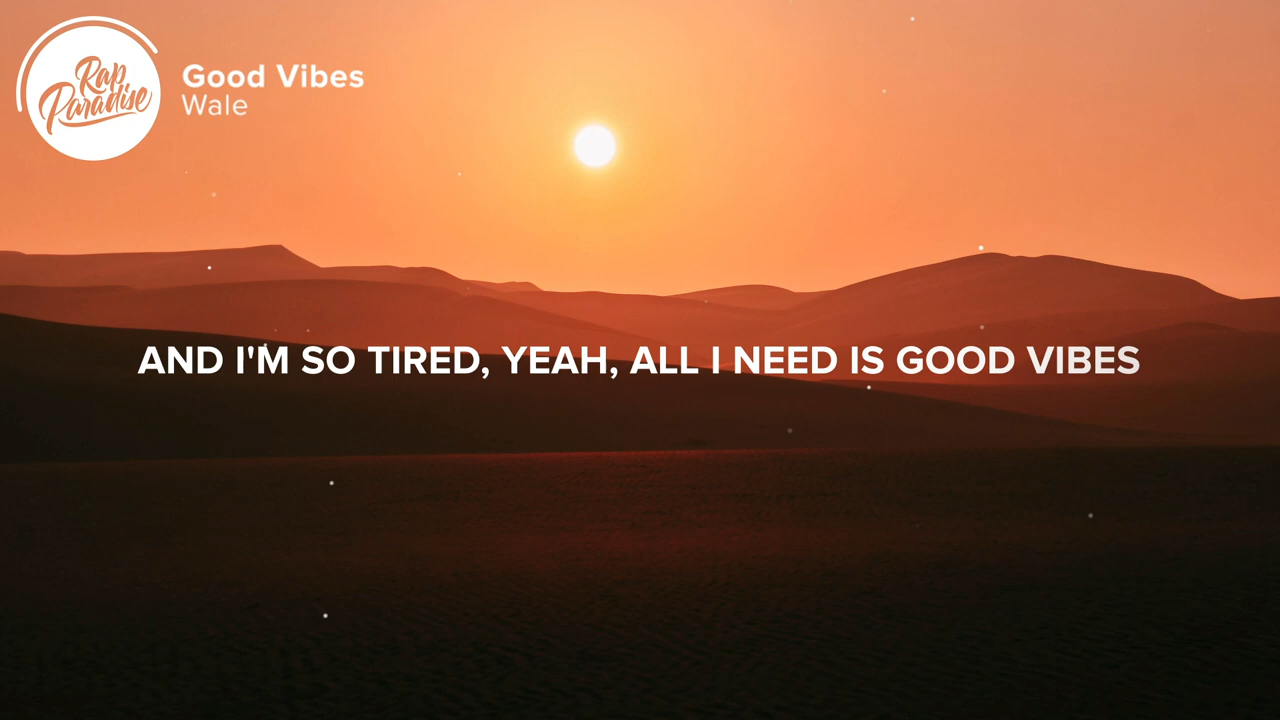 Rap
Paradise
Good Vibes
Wale
AND I'M SO TIRED, YEAH, ALL I NEED IS GOOD VIBES